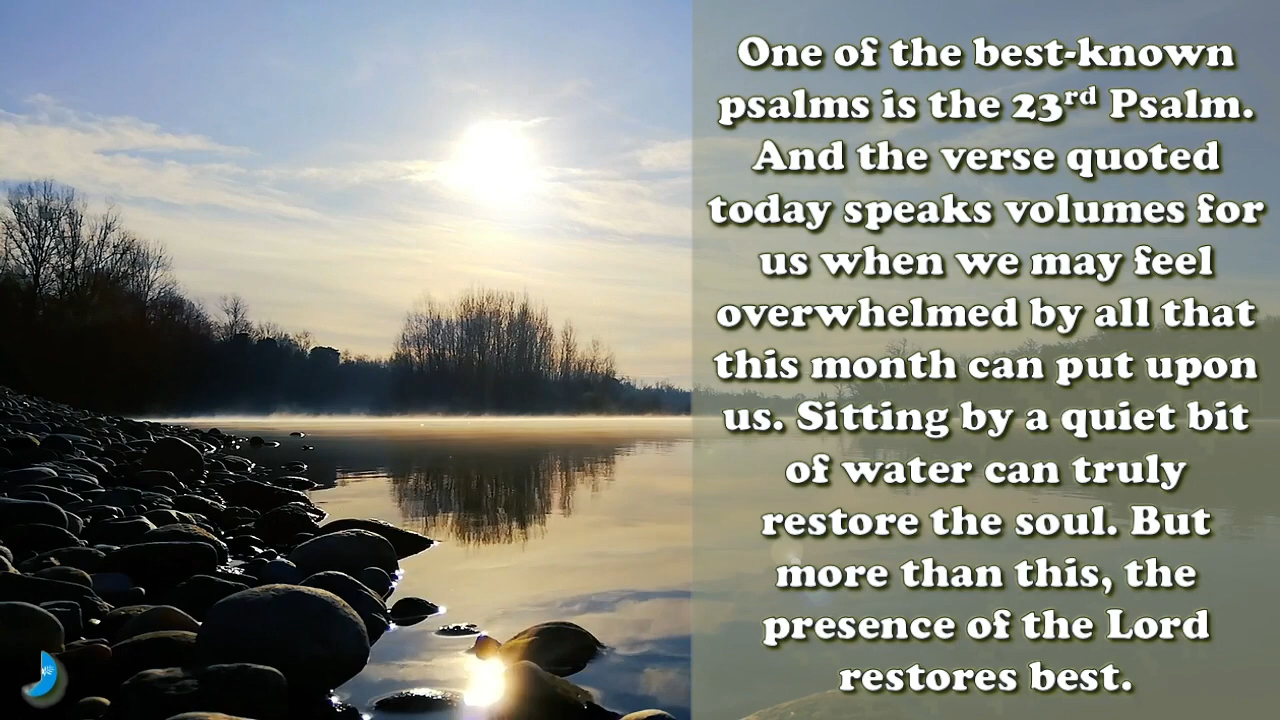 One of the best-known
psalms is the 23rd Psalm.
And the verse quoted
today speaks volumes for
us when we may feel
overwhelmed by all that
this month can put upon
us. Sitting by a quiet bit
of water can truly
restore the soul. But
more than this, the
presence of the Lord
restores best.